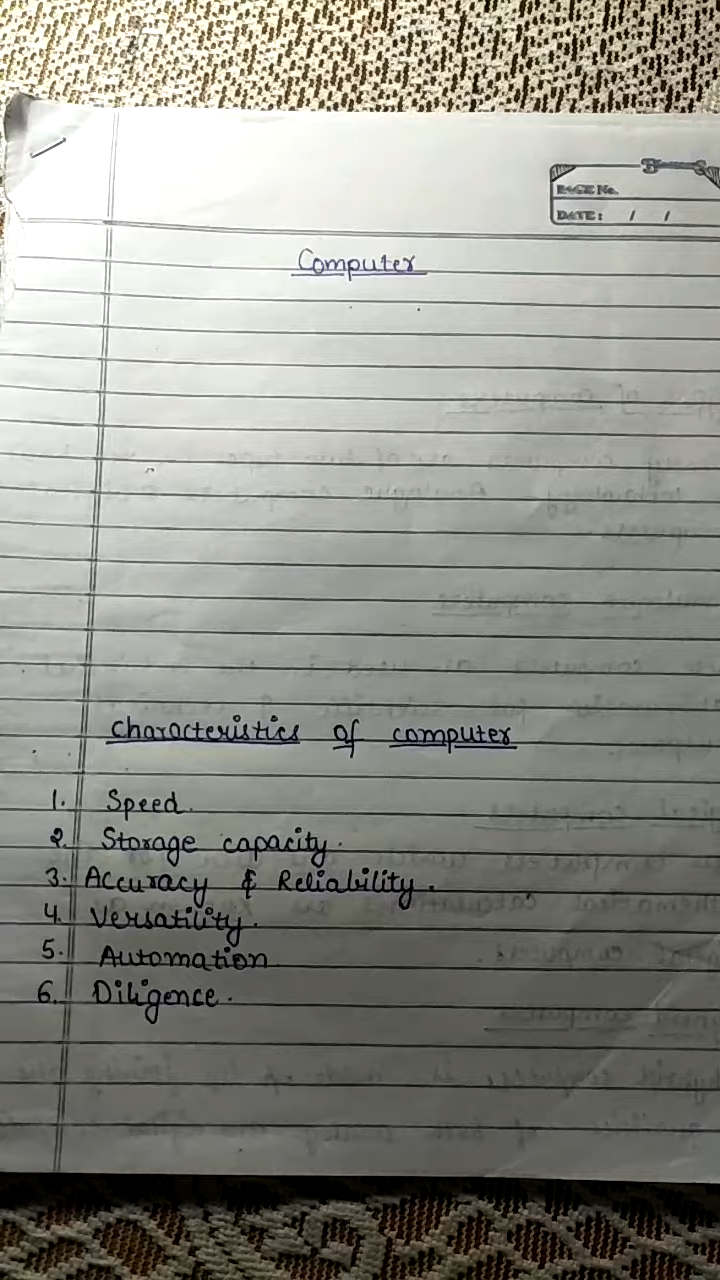 PAGE No.
DATE: / /
Computer
Characteristics of computer
1. Speed.
2. Storage capacity.
3. Accuracy & Reliability.
4. Versatility.
5. Automation
6. Diligence.